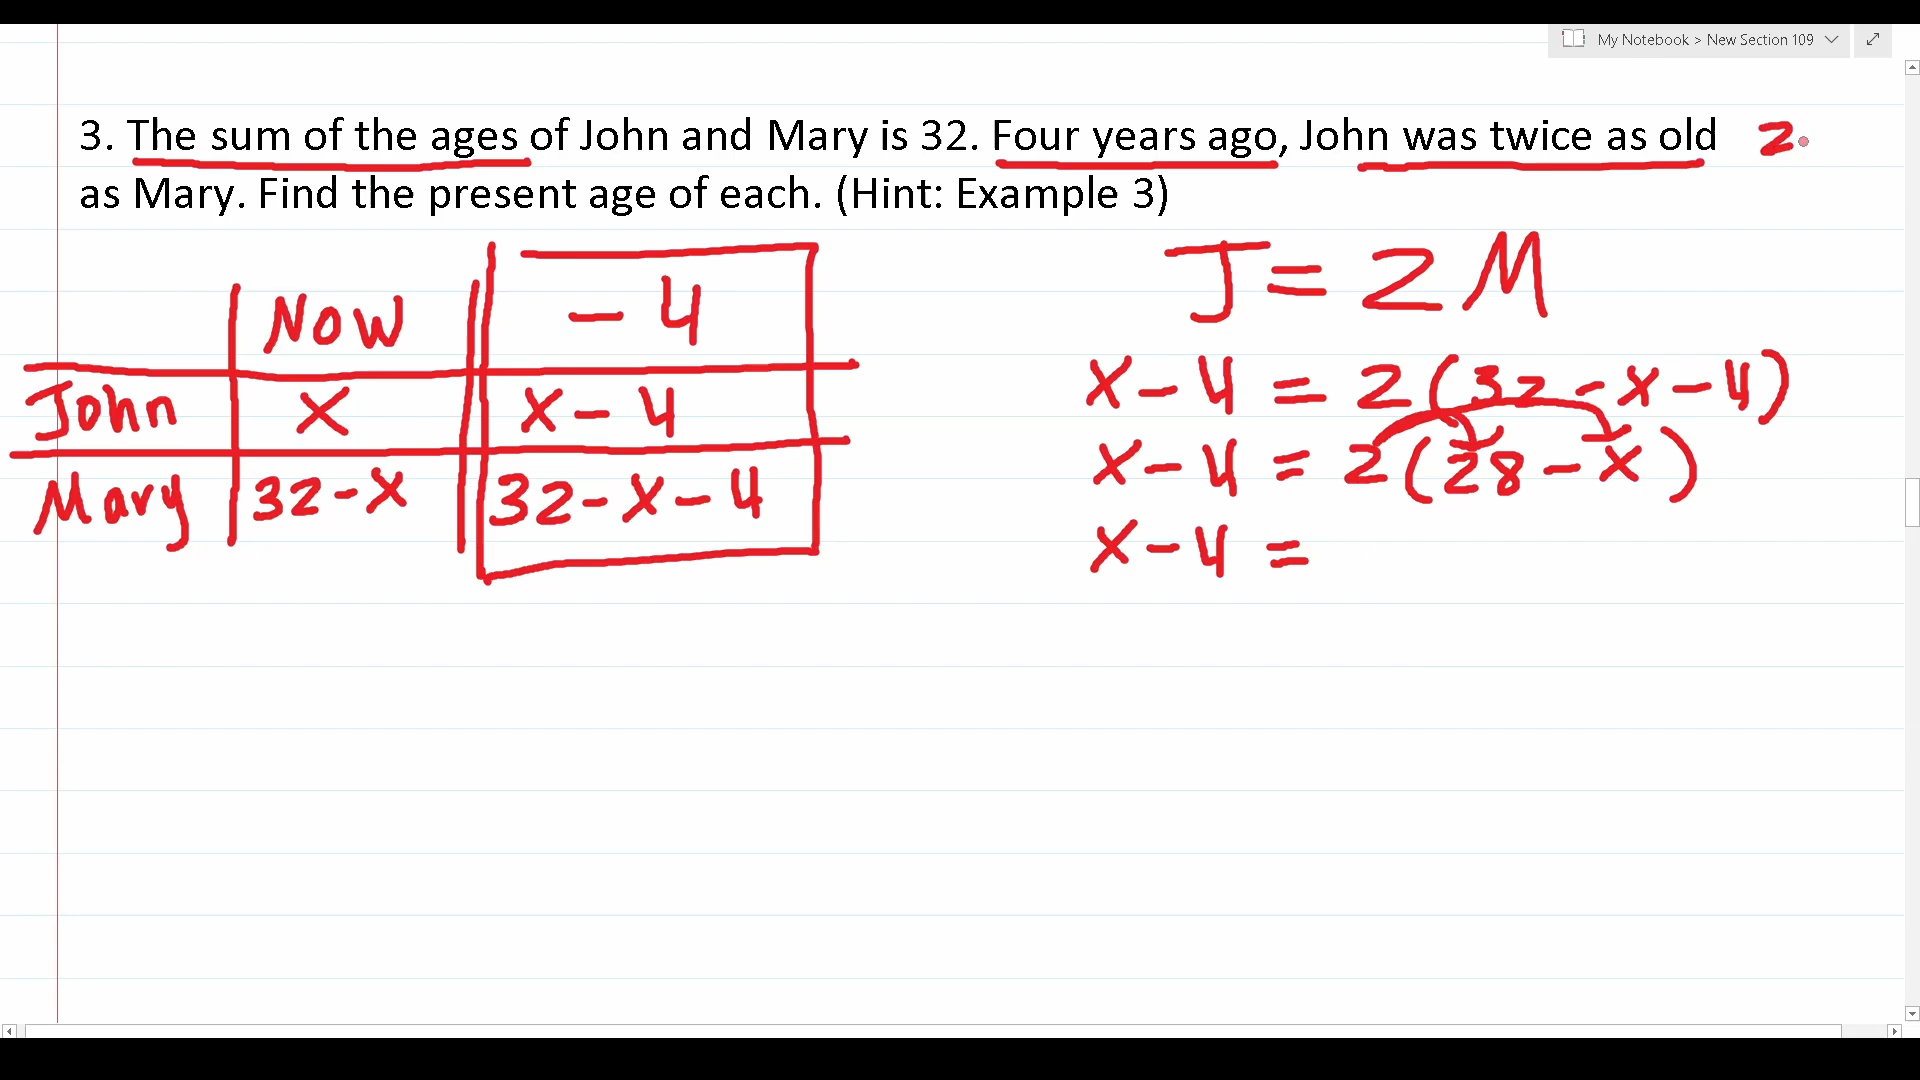 My Notebook > New Section 109
3. The sum of the ages of John and Mary is 32. Four years ago, John was twice as old 2.
as Mary. Find the present age of each. (Hint: Example 3)
Now - 4
John x x - 4
Mary 32-x 32-x-4
J = 2M
x-4 = 2(32-x-4)
x-4 = 2(28-x)
x-4 =